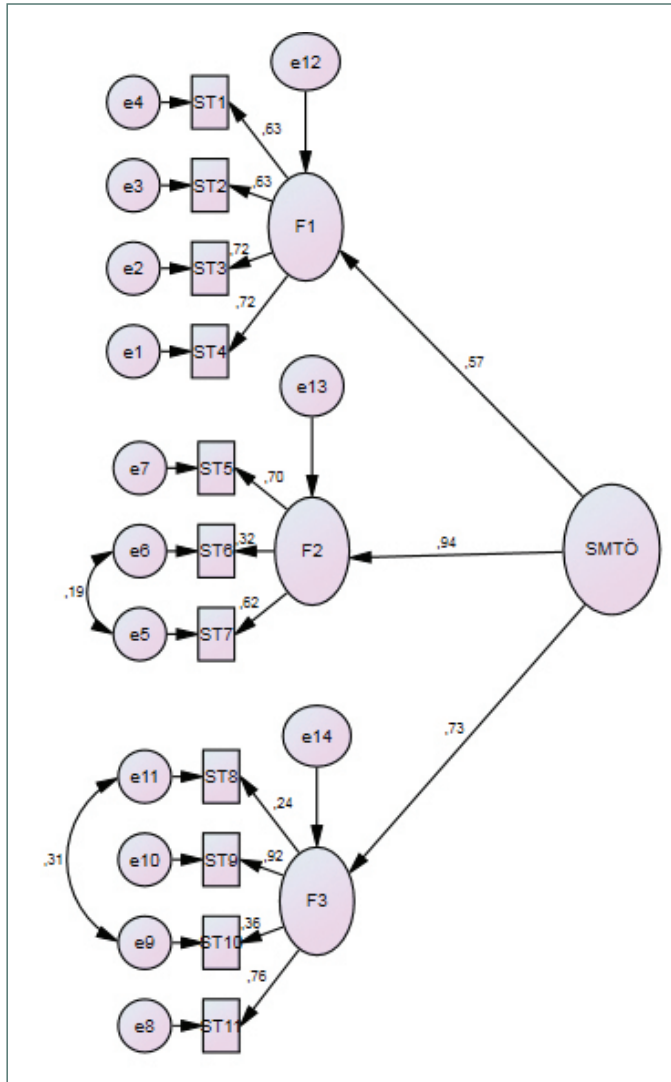 e12
e4
ST1
,63
e3
ST2
,63
F1
e2
ST3
,72
e1
ST4
,72
,57
e13
e7
ST5
,70
e6
ST6
,32
F2
,94
SMTÖ
,19
e5
ST7
,62
e14
,73
e11
ST8
,24
,31
e10
ST9
,92
F3
e9
ST10
,36
e8
ST11
,76